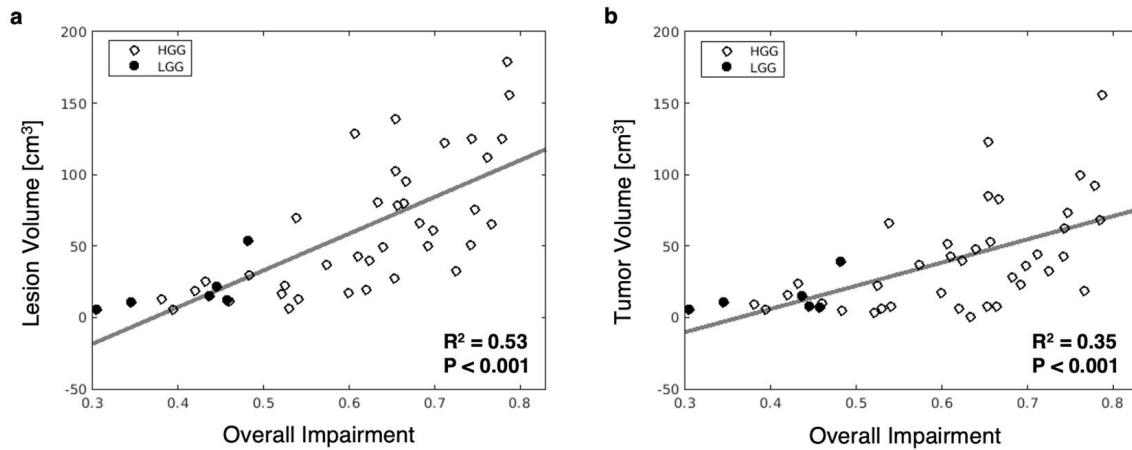 a
200
150
100
50
0
-50
Lesion Volume [cm³]
HGG
LGG
R² = 0.53
P < 0.001
0.3 0.4 0.5 0.6 0.7 0.8
Overall Impairment
b
200
150
100
50
0
-50
Tumor Volume [cm³]
HGG
LGG
R² = 0.35
P < 0.001
0.3 0.4 0.5 0.6 0.7 0.8
Overall Impairment